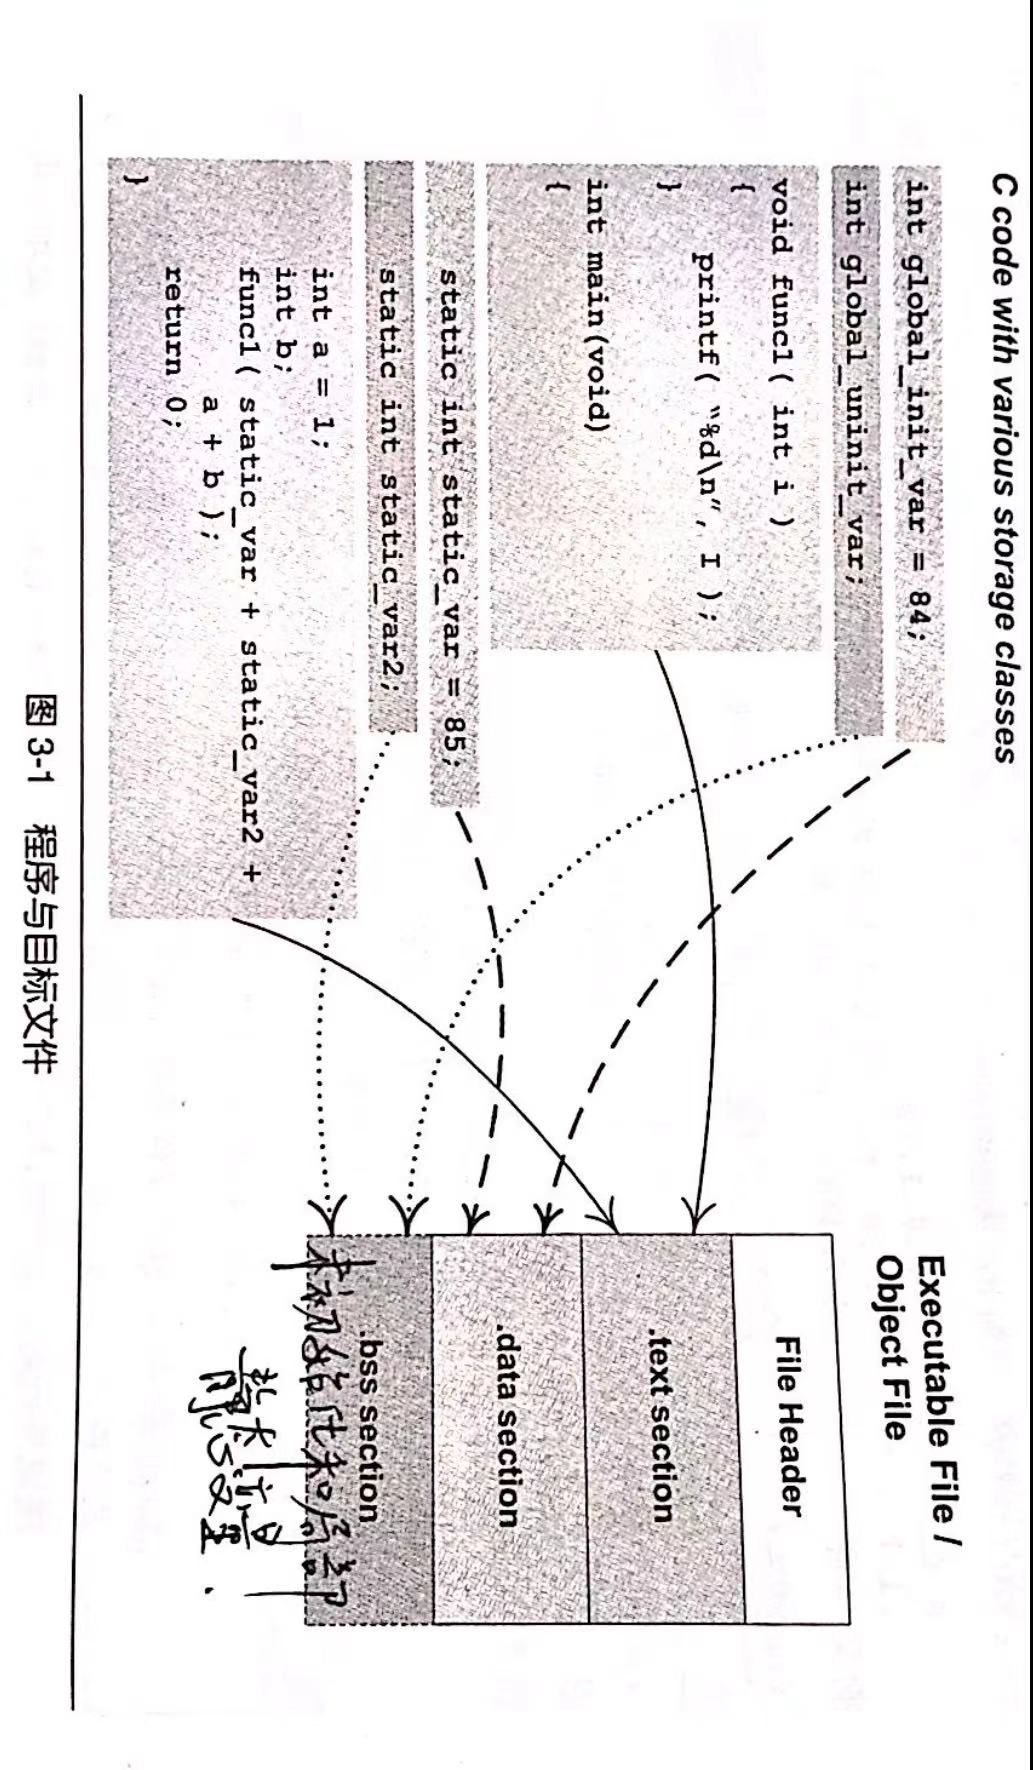 C code with various storage classes
int global_init_var = 84;
int global_uninit_var;
void func1( int i )
{
printf( "%d\n", I );
}
int main(void)
{
static int static_var = 85;
static int static_var2;
int a = 1;
int b;
func1( static_var + static_var2 +
a + b );
return 0;
}
Executable File /
Object File
File Header
.text section
.data section
.bss section
未初始化和局部
静态变量.
图 3-1 程序与目标文件